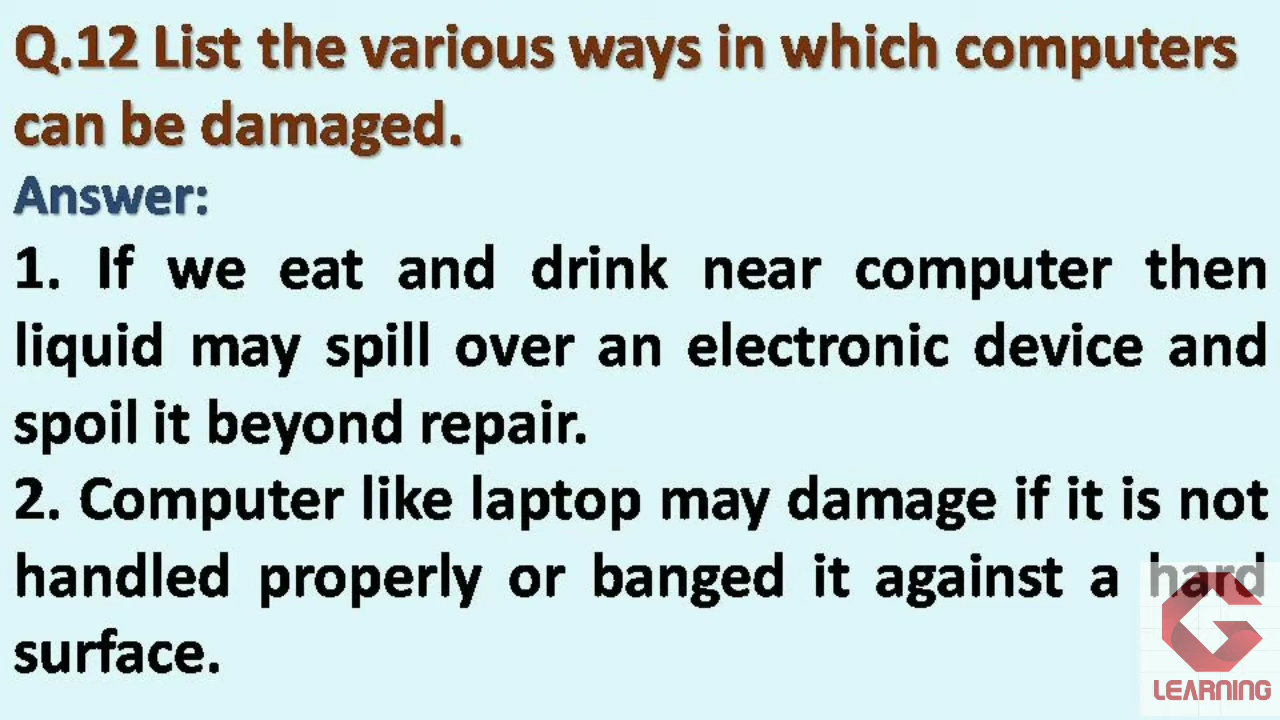 Q.12 List the various ways in which computers
can be damaged.
Answer:
1. If we eat and drink near computer then
liquid may spill over an electronic device and
spoil it beyond repair.
2. Computer like laptop may damage if it is not
handled properly or banged it against a hard
surface.
LEARNING